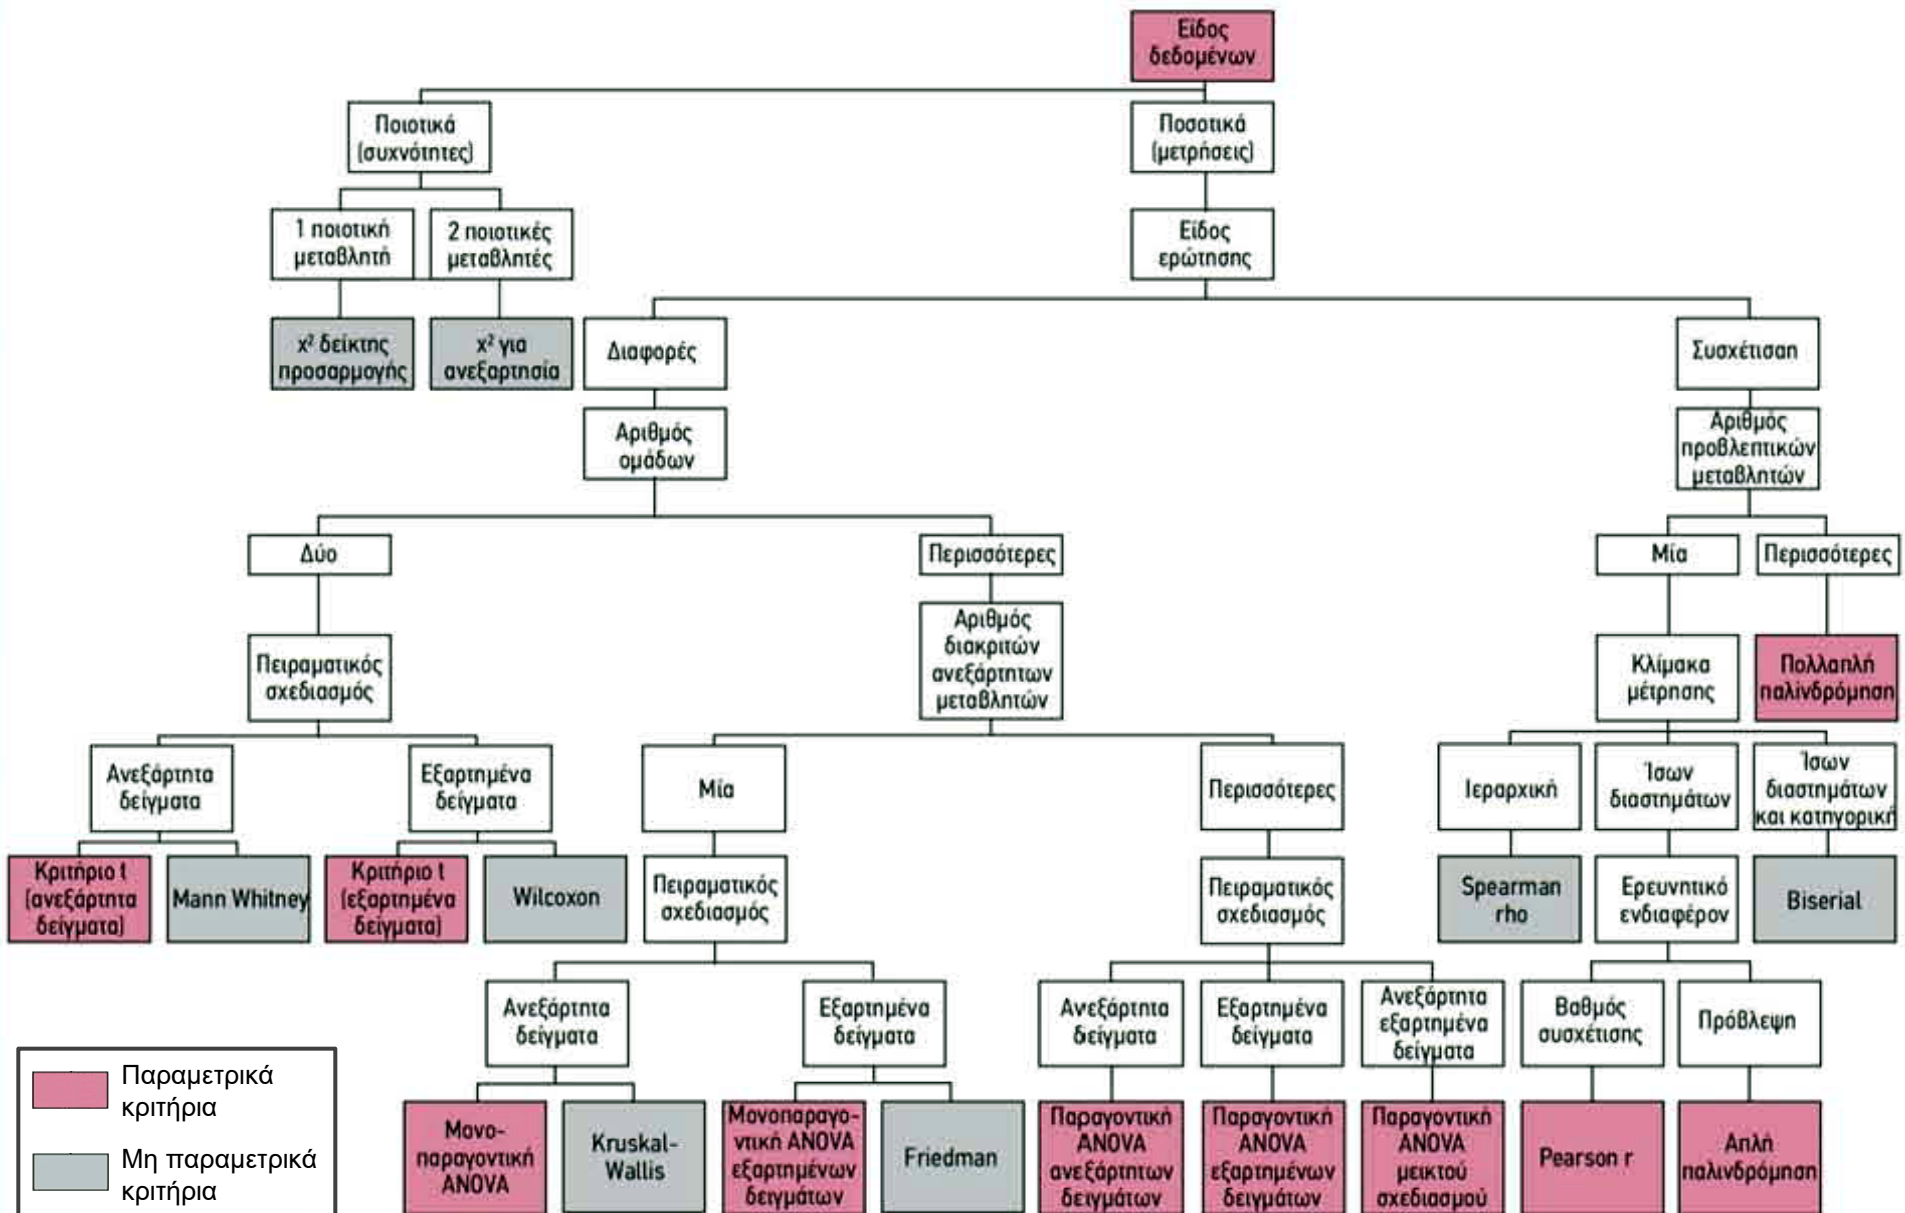 Είδος
δεδομένων
Ποιοτικά
(συχνότητες)
Ποσοτικά
(μετρήσεις)
1 ποιοτική
μεταβλητή
2 ποιοτικές
μεταβλητές
Είδος
ερώτησης
x² δείκτης
προσαρμογής
x² για
ανεξαρτησία
Διαφορές
Συσχέτισαη
Αριθμός
ομάδων
Αριθμός
προβλεπτικών
μεταβλητών
Δύο
Περισσότερες
Μία
Περισσότερες
Πειραματικός
σχεδιασμός
Αριθμός
διακριτών
ανεξάρτητων
μεταβλητών
Κλίμακα
μέτρησης
Πολλαπλή
παλίνδρόμηση
Ανεξάρτητα
δείγματα
Εξαρτημένα
δείγματα
Μία
Περισσότερες
Ιεραρχική
Ίσων
διαστημάτων
Ίσων
διαστημάτων
και κατηγορική
Κριτήριο t
(ανεξάρτητα
δείγματα)
Mann Whitney
Κριτήριο t
(εξαρτημένα
δείγματα)
Wilcoxon
Πειραματικός
σχεδιασμός
Πειραματικός
σχεδιασμός
Spearman
rho
Ερευνητικό
ενδιαφέρον
Biserial
Ανεξάρτητα
δείγματα
Εξαρτημένα
δείγματα
Ανεξάρτητα
δείγματα
Εξαρτημένα
δείγματα
Ανεξάρτητα
εξαρτημένα
δείγματα
Βαθμός
συσχέτισης
Πρόβλεψη
Μονο-
παραγοντική
ANOVA
Kruskal-
Wallis
Μονοπαραγο-
ντική ANOVA
εξαρτημένων
δειγμάτων
Friedman
Παραγοντική
ANOVA
ανεξάρτητων
δειγμάτων
Παραγοντική
ANOVA
εξαρτημένων
δειγμάτων
Παραγοντική
ANOVA
μεικτού
σχεδιασμού
Pearson r
Απλή
παλινδρόμηση
Παραμετρικά
κριτήρια
Μη παραμετρικά
κριτήρια